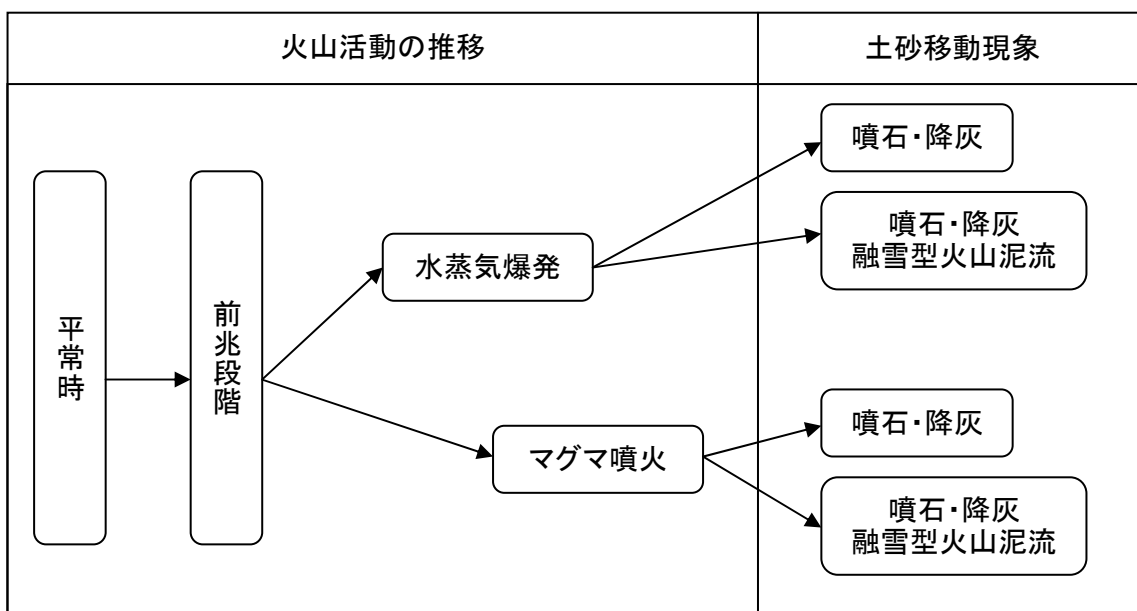 火山活動の推移
土砂移動現象
平常時
前兆段階
水蒸気爆発
マグマ噴火
噴石・降灰
噴石・降灰
融雪型火山泥流
噴石・降灰
噴石・降灰
融雪型火山泥流